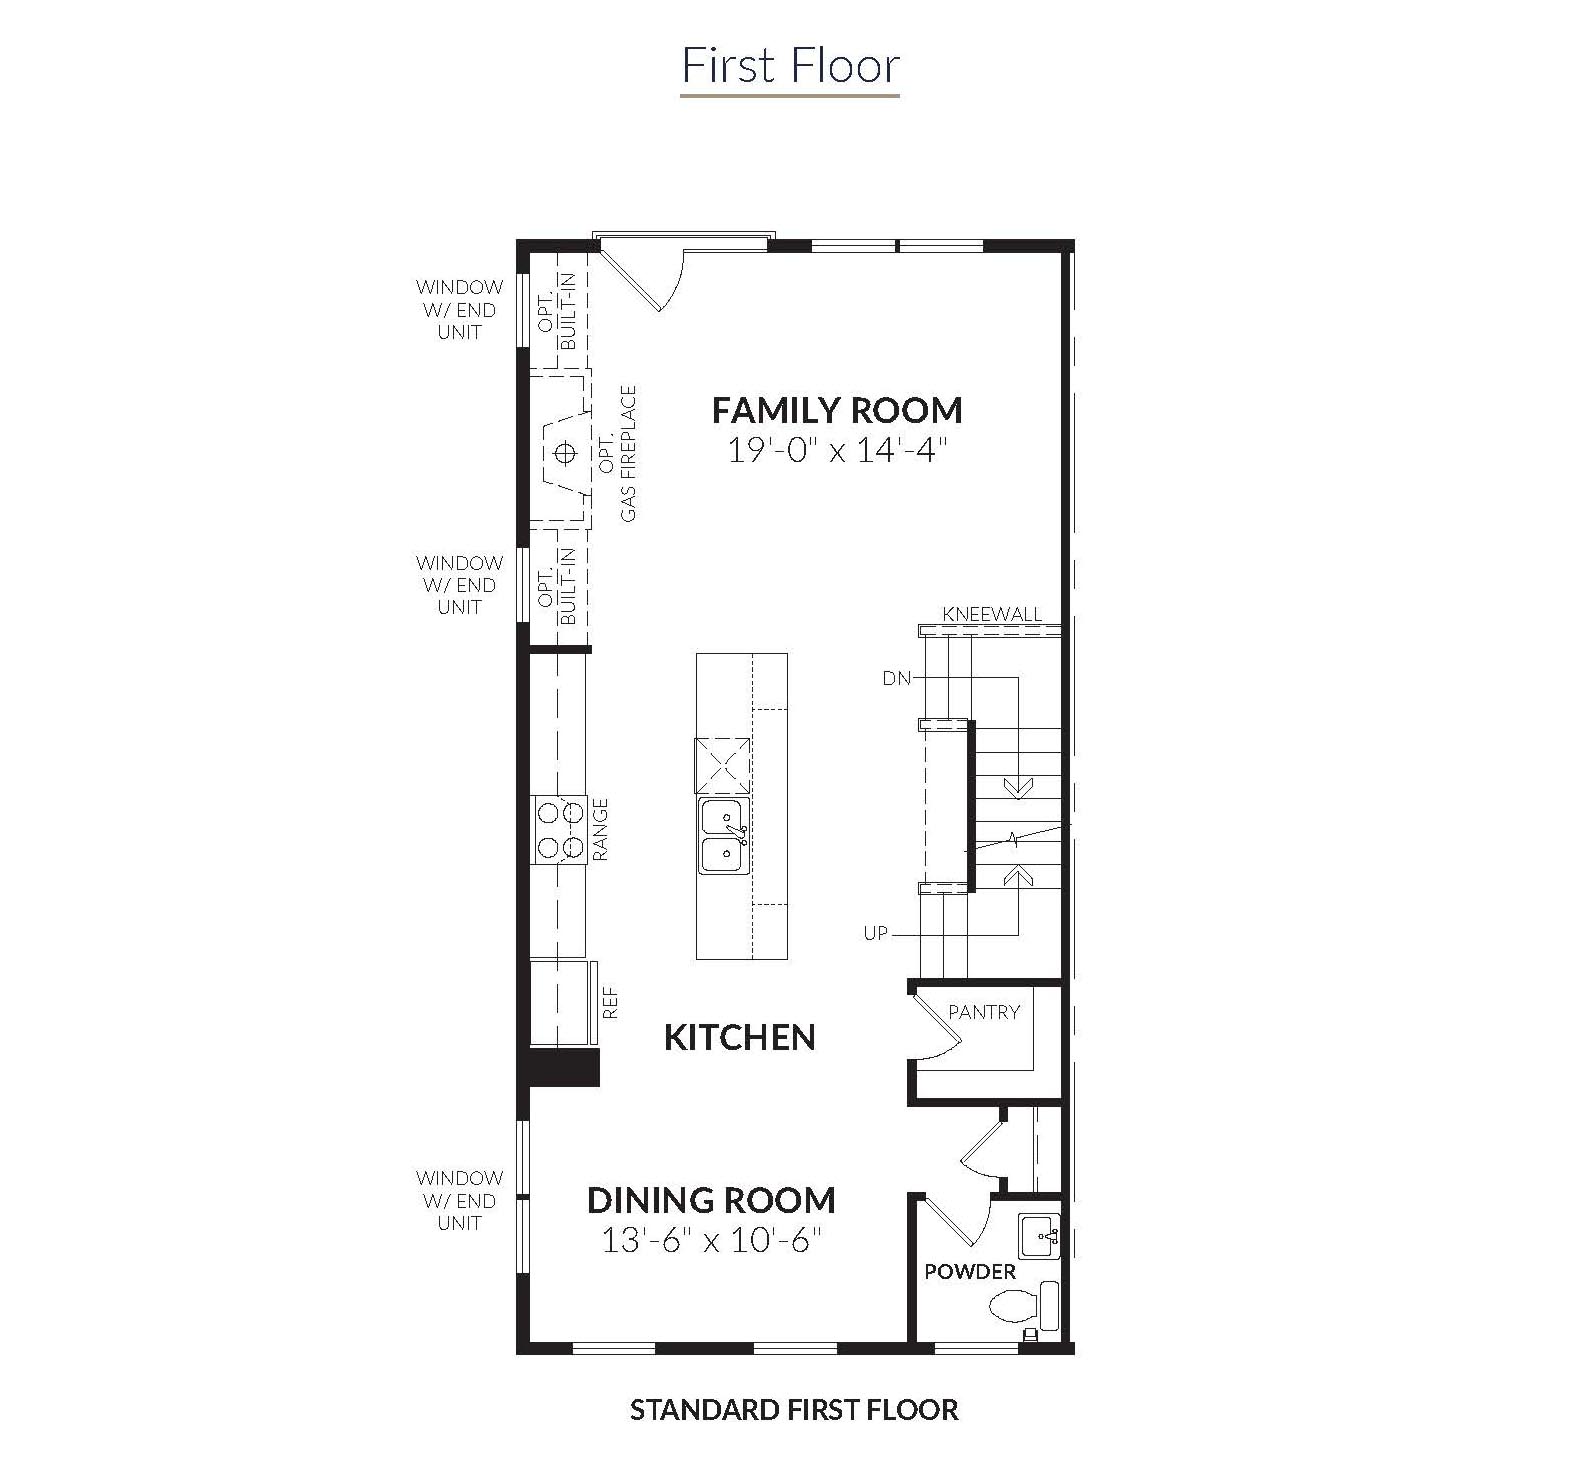 First Floor
WINDOW
W/ END
UNIT
OPT.
BUILT-IN
FAMILY ROOM
19'-0" x 14'-4"
OPT.
GAS FIREPLACE
WINDOW
W/ END
UNIT
OPT.
BUILT-IN
KNEEWALL
DN
RANGE
UP
REF
PANTRY
KITCHEN
WINDOW
W/ END
UNIT
DINING ROOM
13'-6" x 10'-6"
POWDER
STANDARD FIRST FLOOR